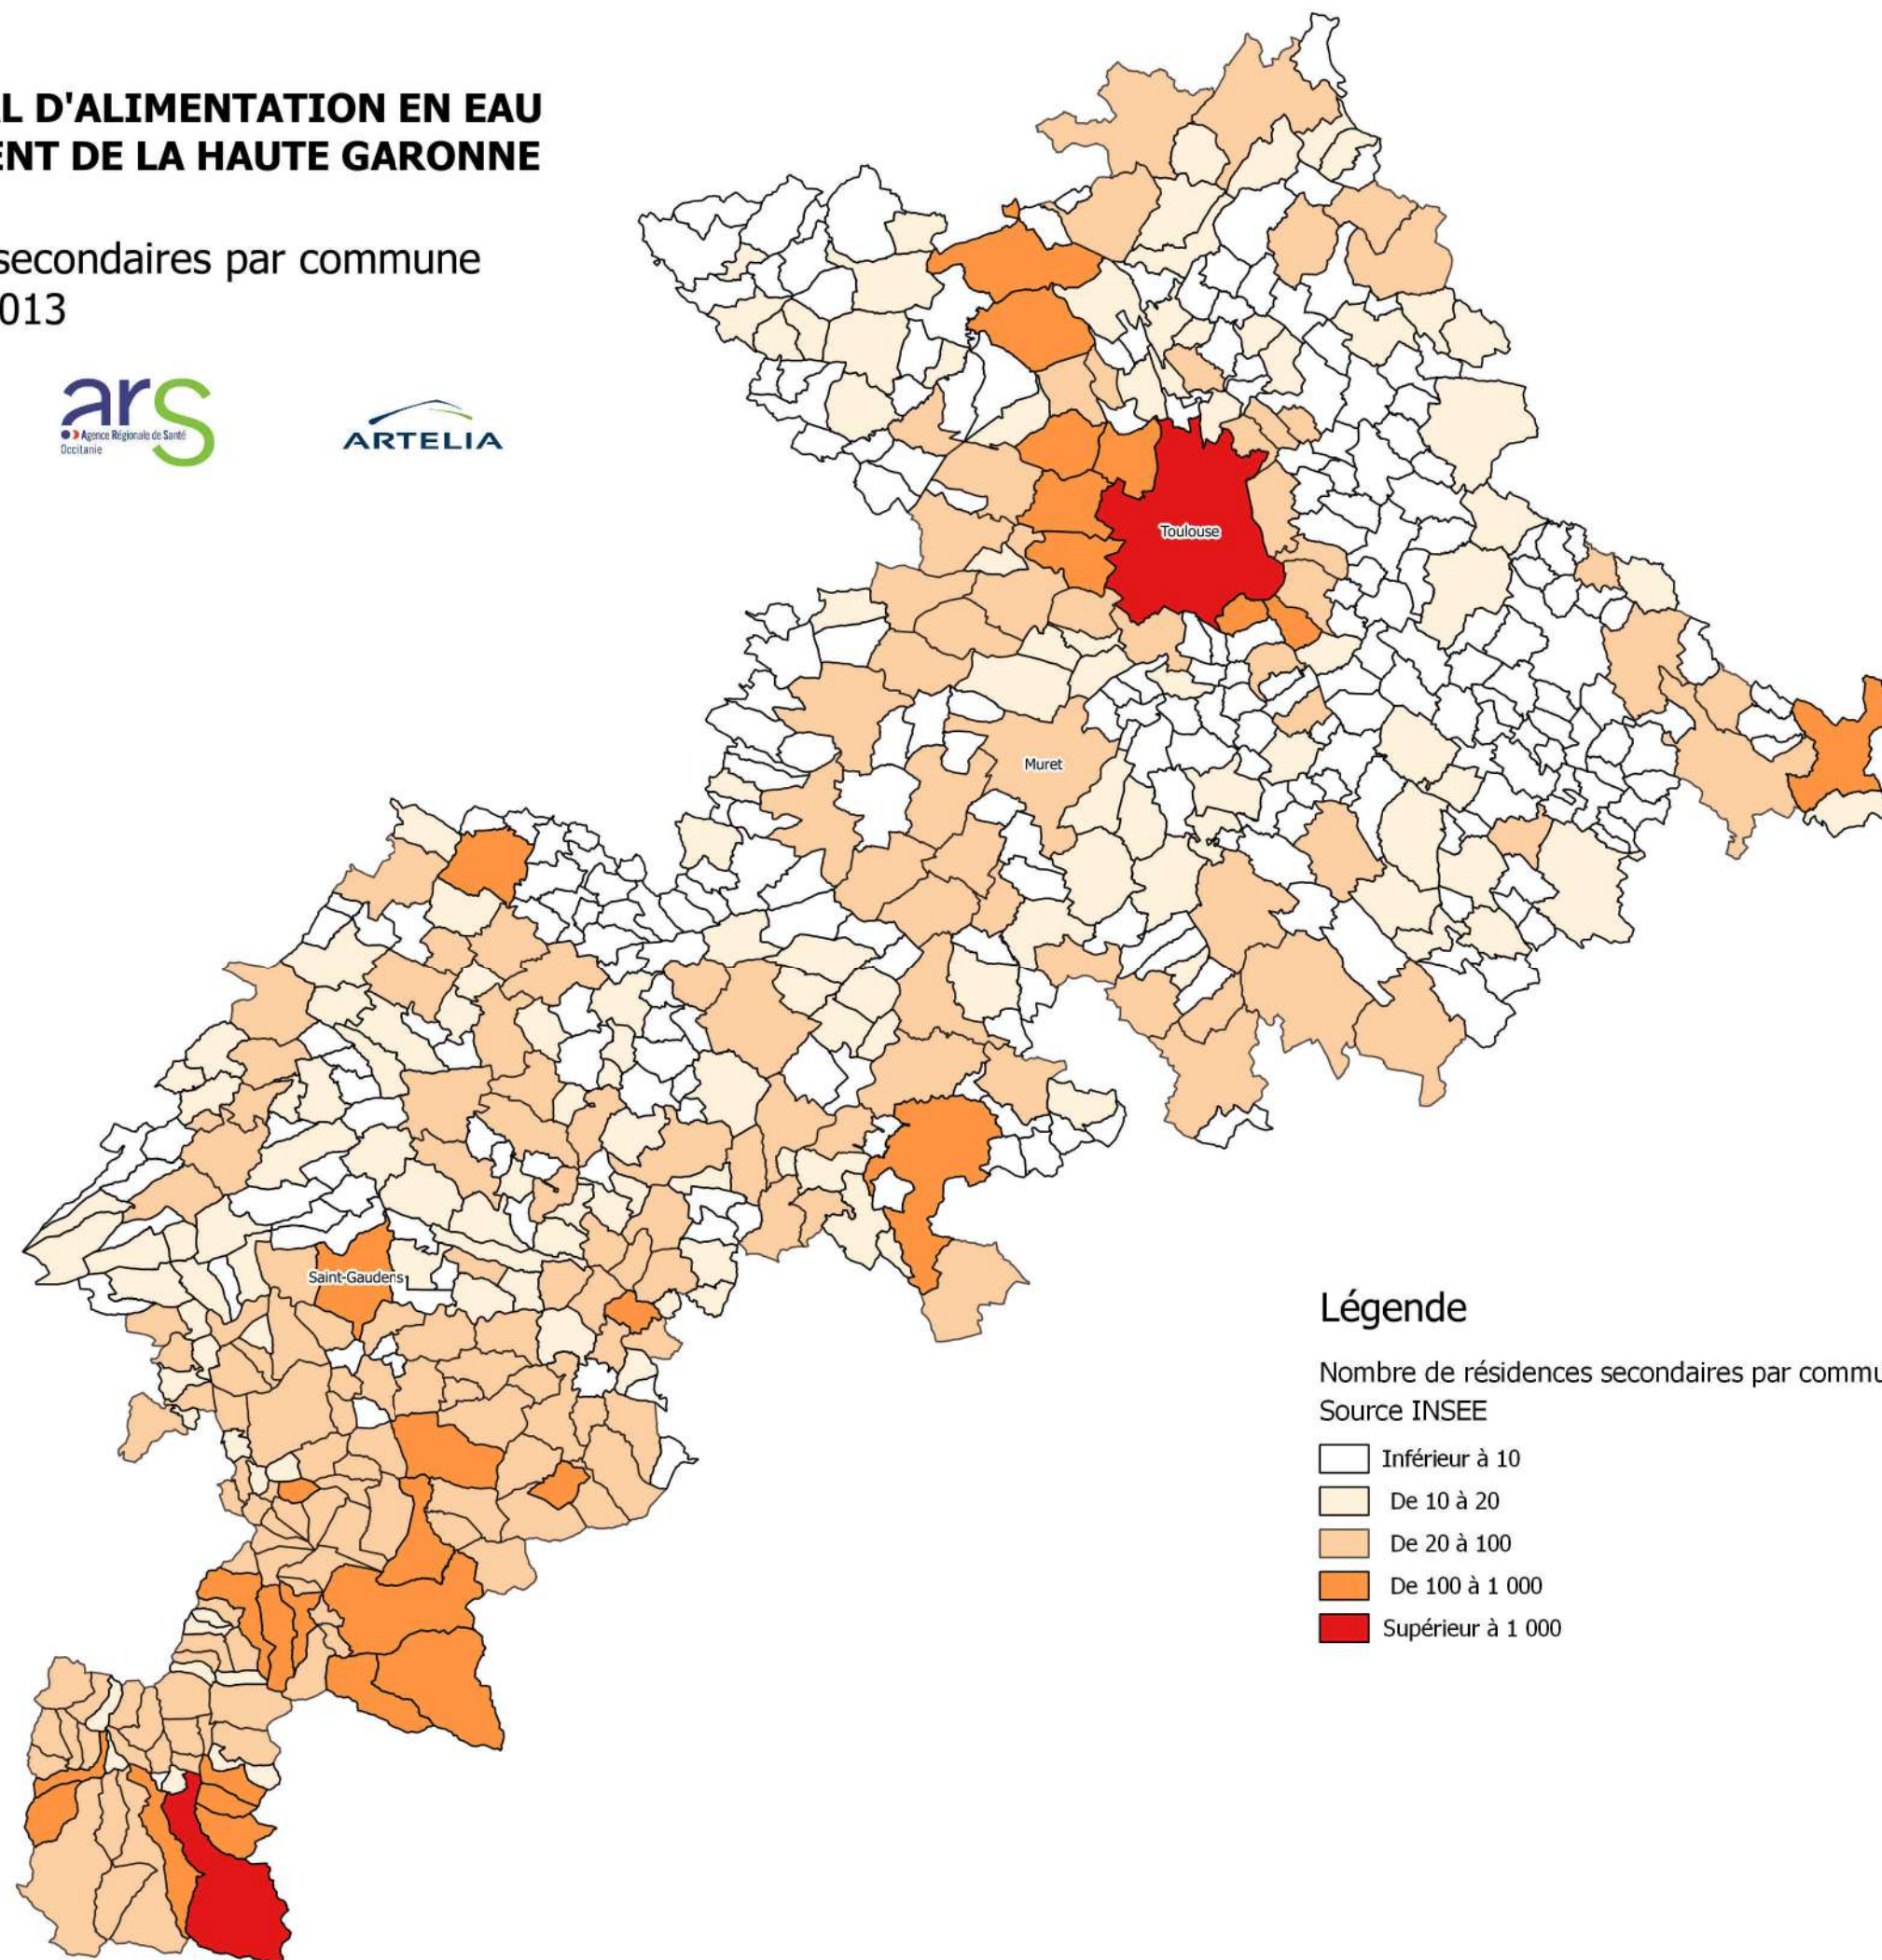 L D'ALIMENTATION EN EAU
ENT DE LA HAUTE GARONNE
secondaires par commune
013
ars
Agence Régionale de Santé
Occitanie
ARTELIA
Toulouse
Muret
Saint-Gaudens
Légende
Nombre de résidences secondaires par commu
Source INSEE
Inférieur à 10
De 10 à 20
De 20 à 100
De 100 à 1 000
Supérieur à 1 000